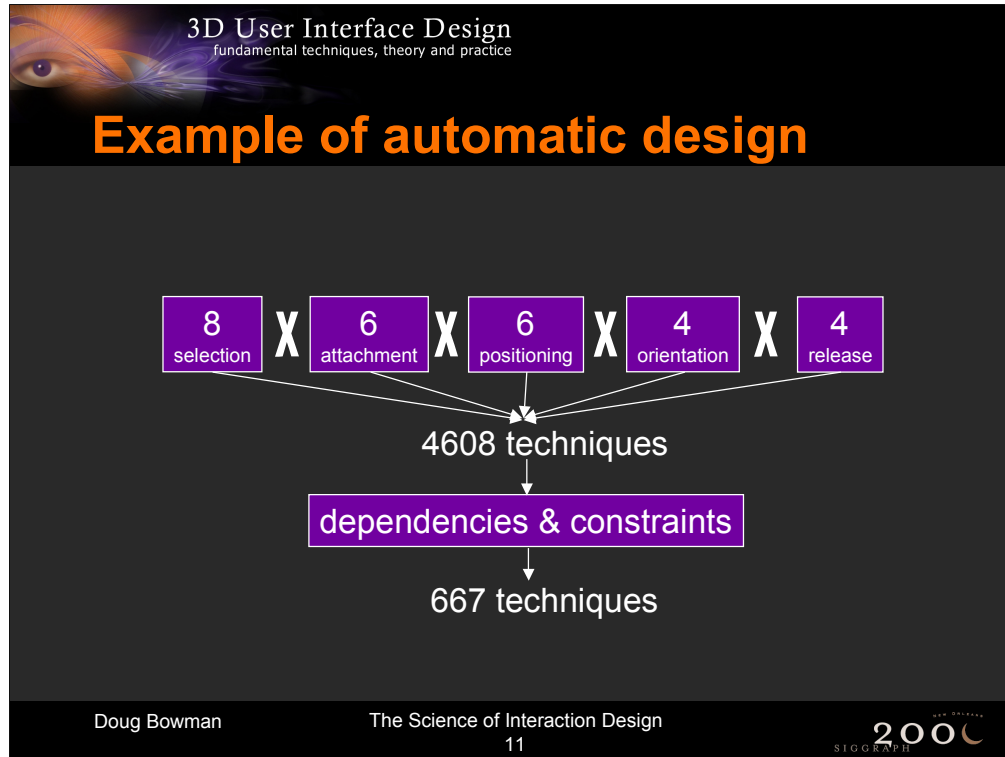 3D User Interface Design
fundamental techniques, theory and practice
Example of automatic design
8 X 6 X 6 X 4 X 4
selection attachment positioning orientation release
4608 techniques
dependencies & constraints
667 techniques
Doug Bowman
The Science of Interaction Design
11
NEW ORLEANS
SIGGRAPH 2000